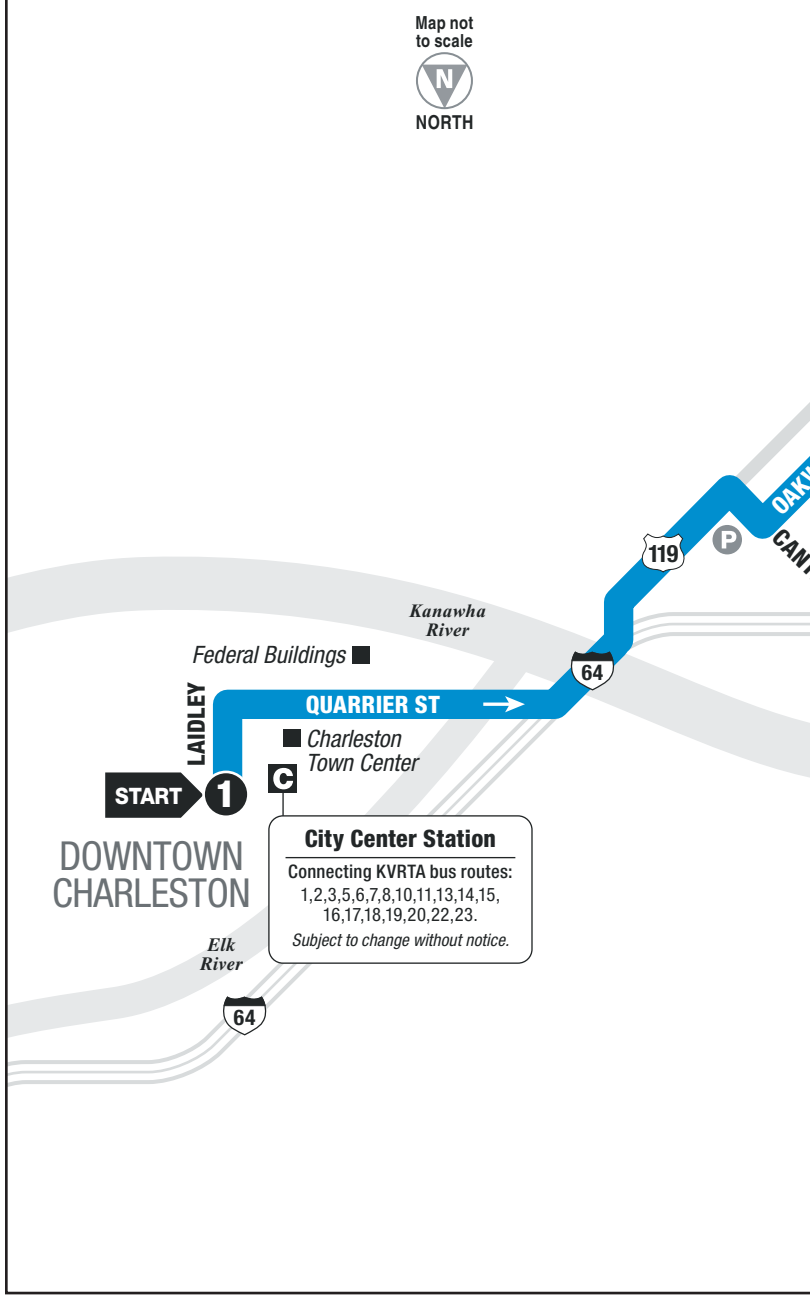 Map not
to scale
N
NORTH
119
P
Kanawha
River
Federal Buildings
64
LAIDLEY
QUARRIER ST
Charleston
Town Center
C
START
1
DOWNTOWN
CHARLESTON
City Center Station
Connecting KVRTA bus routes:
1,2,3,5,6,7,8,10,11,13,14,15,
16,17,18,19,20,22,23.
Subject to change without notice.
Elk
River
64